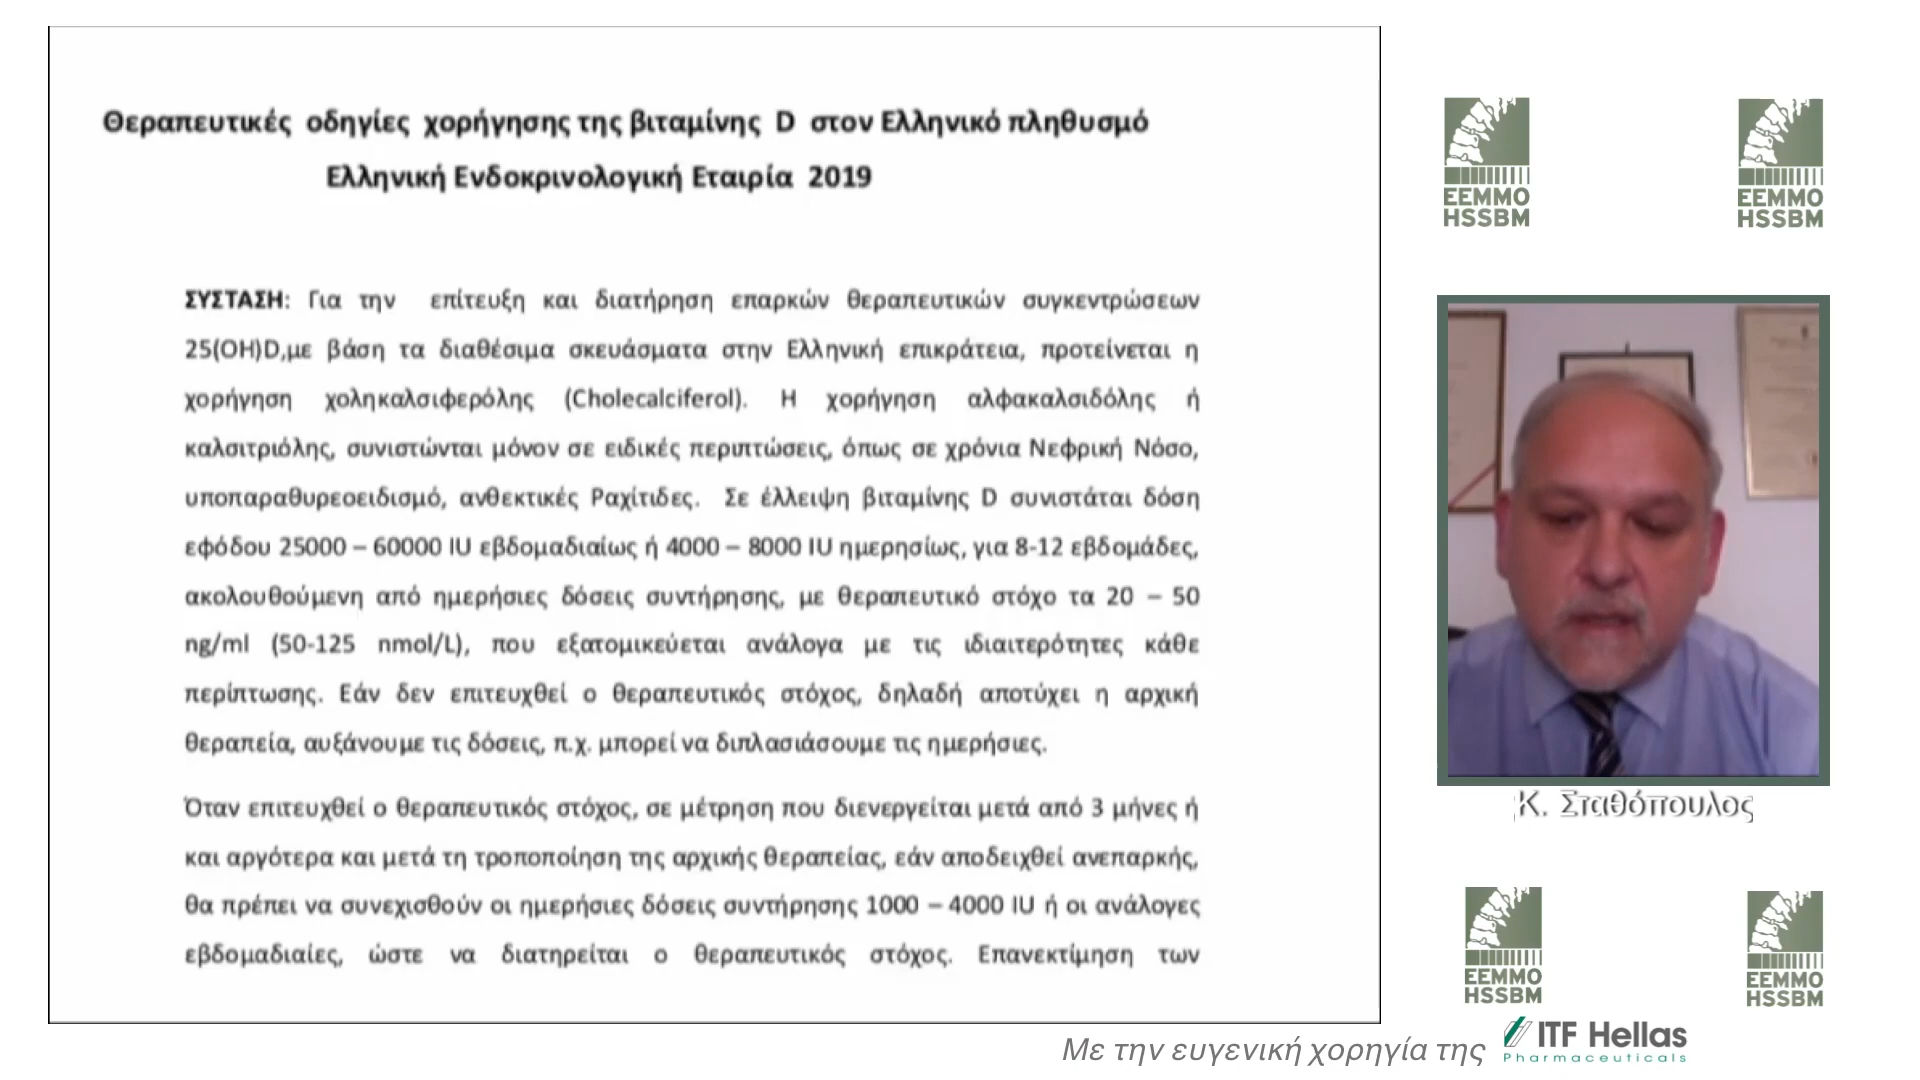 Θεραπευτικές οδηγίες χορήγησης της βιταμίνης D στον Ελληνικό πληθυσμό
Ελληνική Ενδοκρινολογική Εταιρία 2019
ΣΥΣΤΑΣΗ: Για την επίτευξη και διατήρηση επαρκών θεραπευτικών συγκεντρώσεων
25(OH)D,με βάση τα διαθέσιμα σκευάσματα στην Ελληνική επικράτεια, προτείνεται η
χορήγηση χοληκαλσιφερόλης (Cholecalciferol). Η χορήγηση αλφακαλσιδόλης ή
καλσιτριόλης, συνιστώνται μόνον σε ειδικές περιπτώσεις, όπως σε χρόνια Νεφρική Νόσο,
υποπαραθυρεοειδισμό, ανθεκτικές Ραχίτιδες. Σε έλλειψη βιταμίνης D συνιστάται δόση
εφόδου 25000 – 60000 IU εβδομαδιαίως ή 4000 – 8000 IU ημερησίως, για 8-12 εβδομάδες,
ακολουθούμενη από ημερήσιες δόσεις συντήρησης, με θεραπευτικό στόχο τα 20 – 50
ng/ml (50-125 nmol/L), που εξατομικεύεται ανάλογα με τις ιδιαιτερότητες κάθε
περίπτωσης. Εάν δεν επιτευχθεί ο θεραπευτικός στόχος, δηλαδή αποτύχει η αρχική
θεραπεία, αυξάνουμε τις δόσεις, π.χ. μπορεί να διπλασιάσουμε τις ημερήσιες.
Όταν επιτευχθεί ο θεραπευτικός στόχος, σε μέτρηση που διενεργείται μετά από 3 μήνες ή
και αργότερα και μετά τη τροποποίηση της αρχικής θεραπείας, εάν αποδειχθεί ανεπαρκής,
θα πρέπει να συνεχισθούν οι ημερήσιες δόσεις συντήρησης 1000 – 4000 IU ή οι ανάλογες
εβδομαδιαίες, ώστε να διατηρείται ο θεραπευτικός στόχος. Επανεκτίμηση των
ΕΕΜΜΟ
HSSBM
ΕΕΜΜΟ
HSSBM
Κ. Σταθόπουλος
ΕΕΜΜΟ
HSSBM
ΕΕΜΜΟ
HSSBM
Με την ευγενική χορηγία της
ITF Hellas
Pharmaceuticals